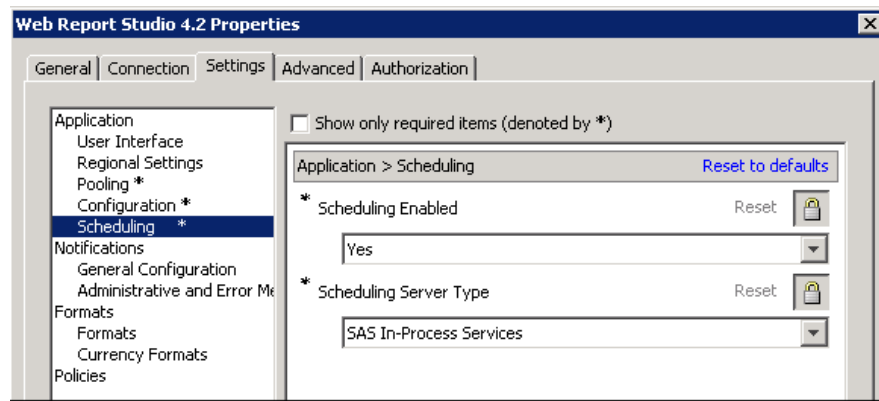 Web Report Studio 4.2 Properties
General Connection Settings Advanced Authorization
Application
User Interface
Regional Settings
Pooling *
Configuration *
Scheduling *
Notifications
General Configuration
Administrative and Error Me
Formats
Formats
Currency Formats
Policies
Show only required items (denoted by *)
Application > Scheduling Reset to defaults
* Scheduling Enabled Reset
Yes
* Scheduling Server Type Reset
SAS In-Process Services